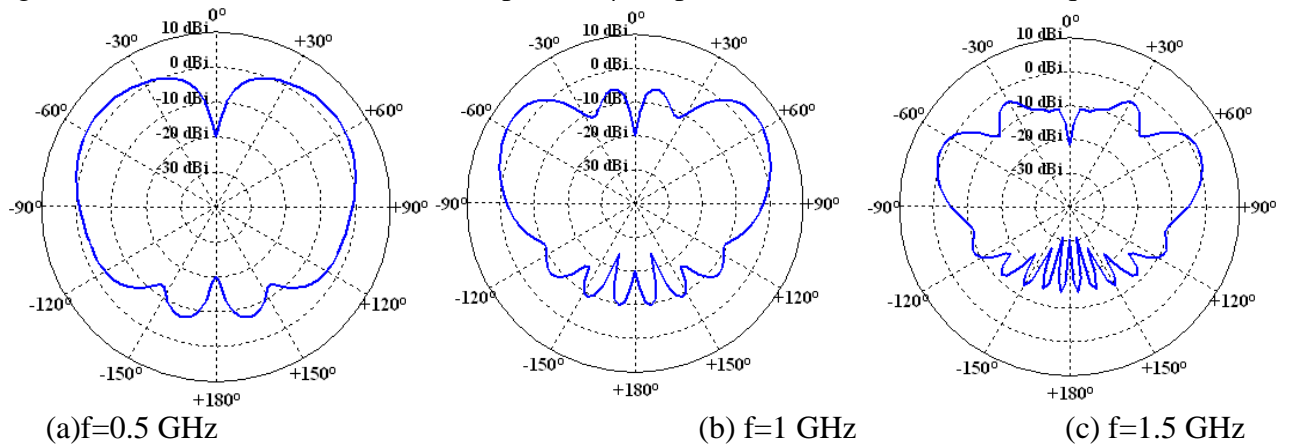 0°
10 dBi
-30°
+30°
0 dBi
-60°
-10 dBi
+60°
-20 dBi
-30 dBi
-90°
+90°
-120°
+120°
-150°
+150°
+180°
(a)f=0.5 GHz
0°
10 dBi
-30°
+30°
0 dBi
-60°
-10 dBi
+60°
-20 dBi
-30 dBi
-90°
+90°
-120°
+120°
-150°
+150°
+180°
(b) f=1 GHz
0°
10 dBi
-30°
+30°
0 dBi
-60°
-10 dBi
+60°
-20 dBi
-30 dBi
-90°
+90°
-120°
+120°
-150°
+150°
+180°
(c) f=1.5 GHz